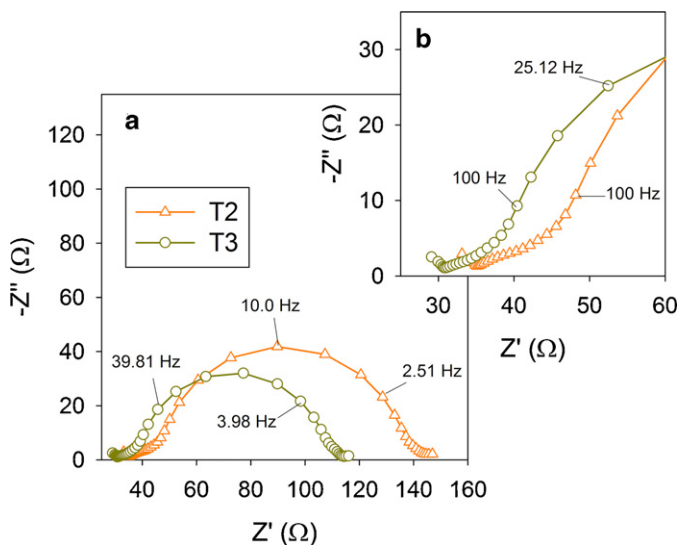 b
30
20
10
0
-Z" (Ω)
25.12 Hz
100 Hz
100 Hz
30 40 50 60
Z' (Ω)
a
120
100
80
60
40
20
0
-Z" (Ω)
T2
T3
10.0 Hz
39.81 Hz
2.51 Hz
3.98 Hz
40 60 80 100 120 140 160
Z' (Ω)